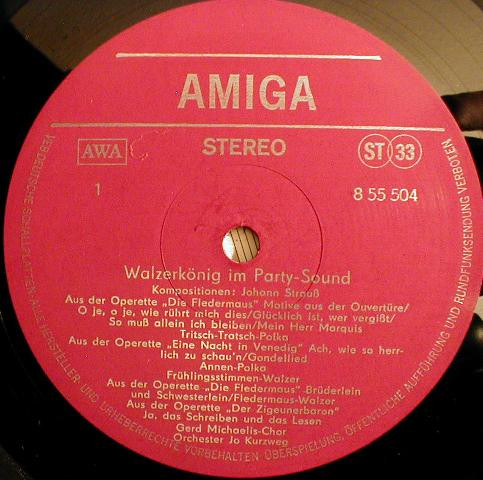 AMIGA
AWA
STEREO
ST 33
1
8 55 504
Walzerkönig im Party-Sound
Kompositionen: Johann Strauß
Aus der Operette „Die Fledermaus" Motive aus der Ouvertüre/
O je, o je, wie rührt mich dies/Glücklich ist, wer vergißt/
So muß allein ich bleiben/Mein Herr Marquis
Tritsch-Tratsch-Polka
Aus der Operette „Eine Nacht in Venedig" Ach, wie so herr-
lich zu schau'n/Gondellied
Annen-Polka
Frühlingsstimmen-Walzer
Aus der Operette „Die Fledermaus" Brüderlein
und Schwesterlein/Fledermaus-Walzer
Aus der Operette „Der Zigeunerbaron"
Ja, das Schreiben und das Lesen
Gerd Michaelis-Chor
Orchester Jo Kurzweg
VEB DEUTSCHE SCHALLPLATTEN · ALLE HERSTELLER- UND URHEBERRECHTE VORBEHALTEN · ÜBERSPIELUNG, ÖFFENTLICHE AUFFÜHRUNG UND RUNDFUNKSENDUNG VERBOTEN